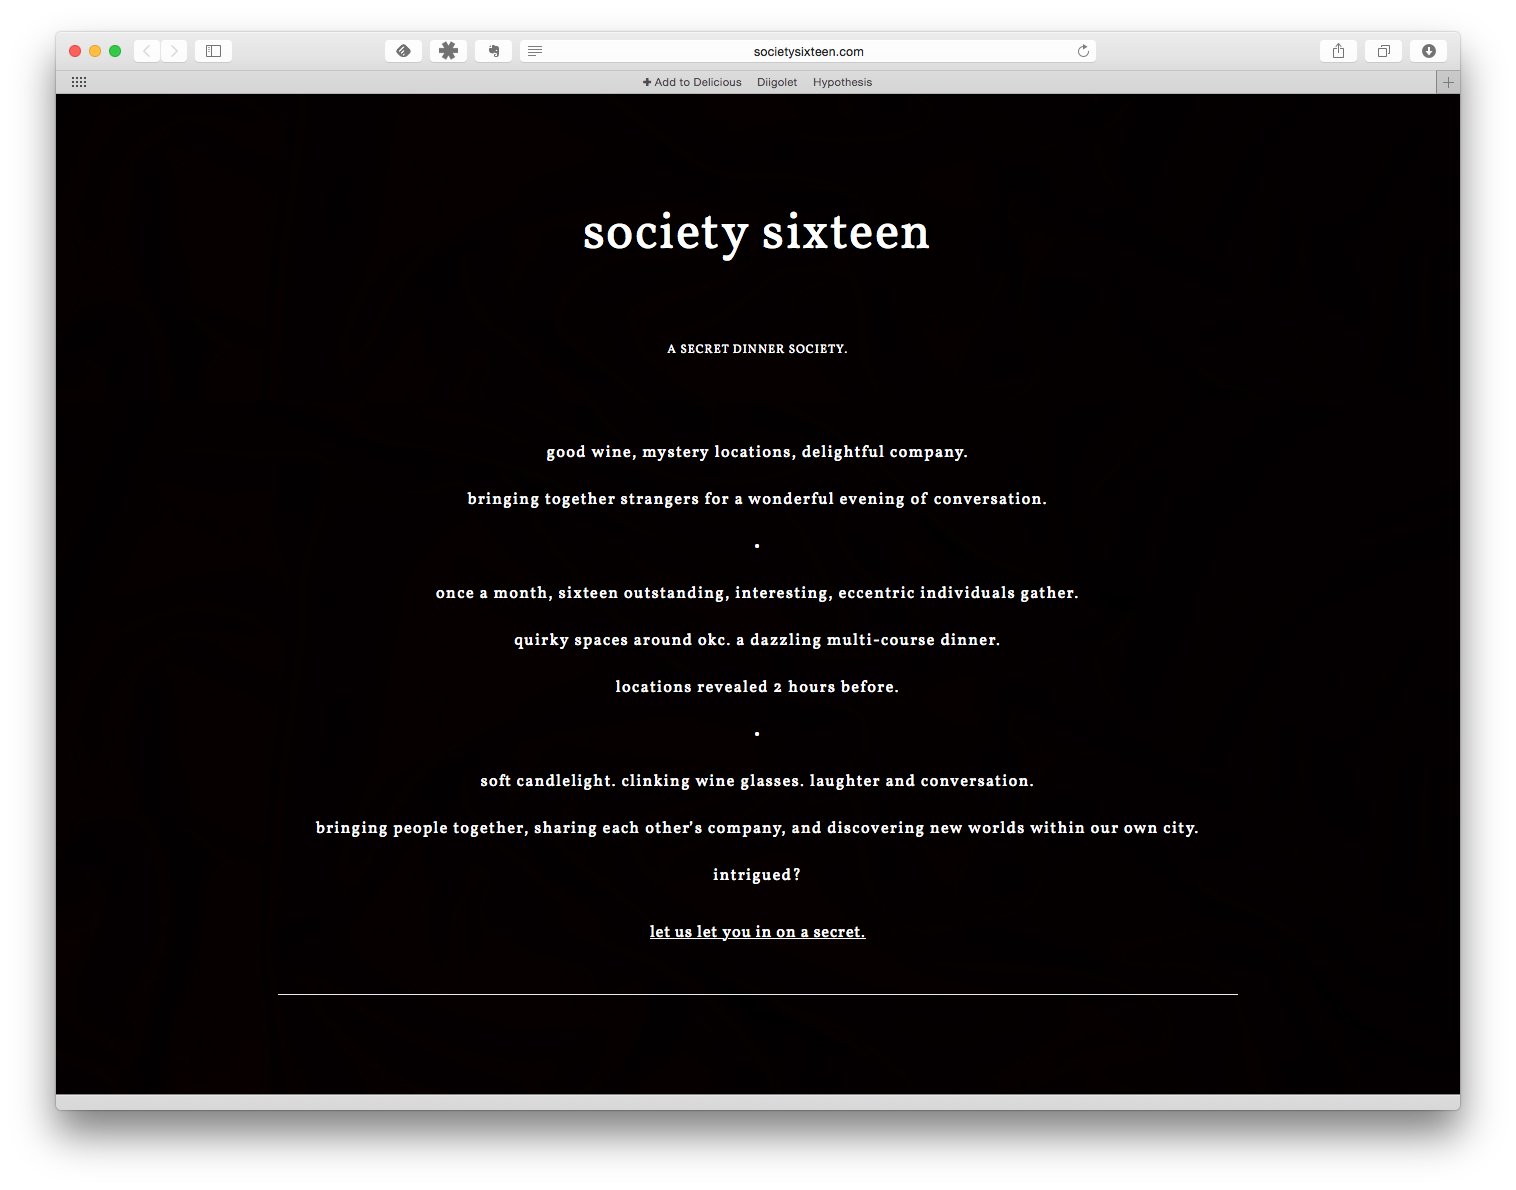 societysixteen.com
Add to Delicious Diigolet Hypothesis
society sixteen
A SECRET DINNER SOCIETY.
good wine, mystery locations, delightful company.
bringing together strangers for a wonderful evening of conversation.
•
once a month, sixteen outstanding, interesting, eccentric individuals gather.
quirky spaces around okc. a dazzling multi-course dinner.
locations revealed 2 hours before.
•
soft candlelight. clinking wine glasses. laughter and conversation.
bringing people together, sharing each other's company, and discovering new worlds within our own city.
intrigued?
let us let you in on a secret.